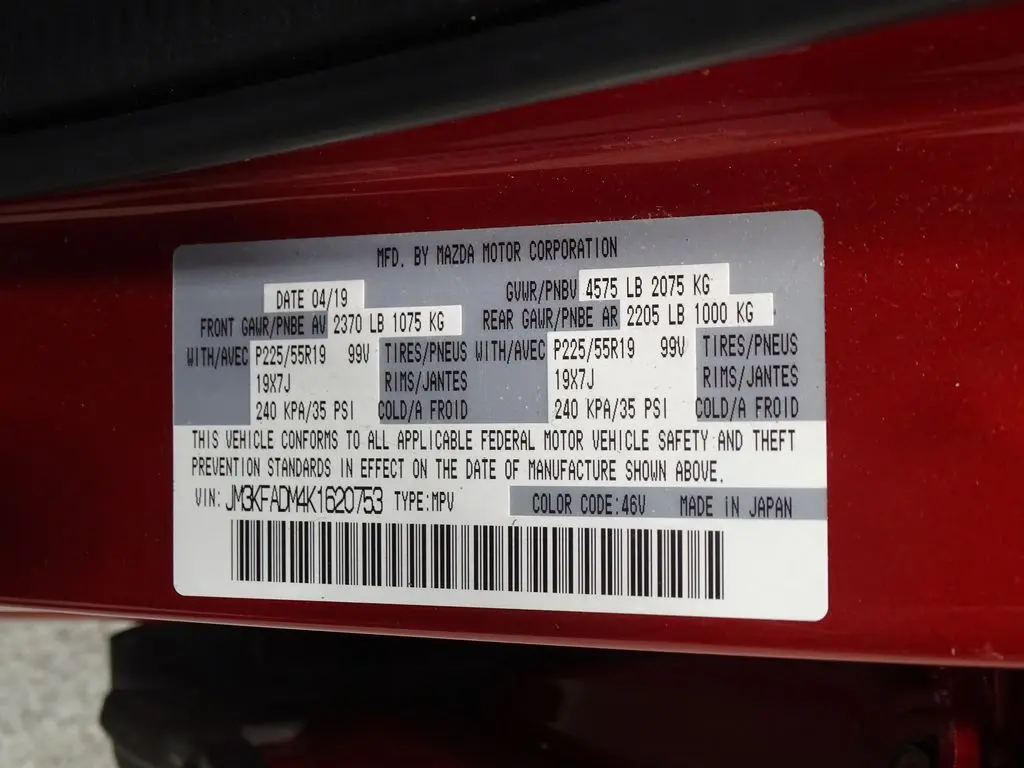 MFD. BY MAZDA MOTOR CORPORATION
DATE 04/19 GVWR/PNBV 4575 LB 2075 KG
FRONT GAWR/PNBE AV 2370 LB 1075 KG REAR GAWR/PNBE AR 2205 LB 1000 KG
WITH/AVEC P225/55R19 99V TIRES/PNEUS WITH/AVEC P225/55R19 99V TIRES/PNEUS
19X7J RIMS/JANTES 19X7J RIMS/JANTES
240 KPA/35 PSI COLD/A FROID 240 KPA/35 PSI COLD/A FROID
THIS VEHICLE CONFORMS TO ALL APPLICABLE FEDERAL MOTOR VEHICLE SAFETY AND THEFT
PREVENTION STANDARDS IN EFFECT ON THE DATE OF MANUFACTURE SHOWN ABOVE.
VIN: JM3KFADM4K1620753 TYPE:MPV COLOR CODE:46V MADE IN JAPAN